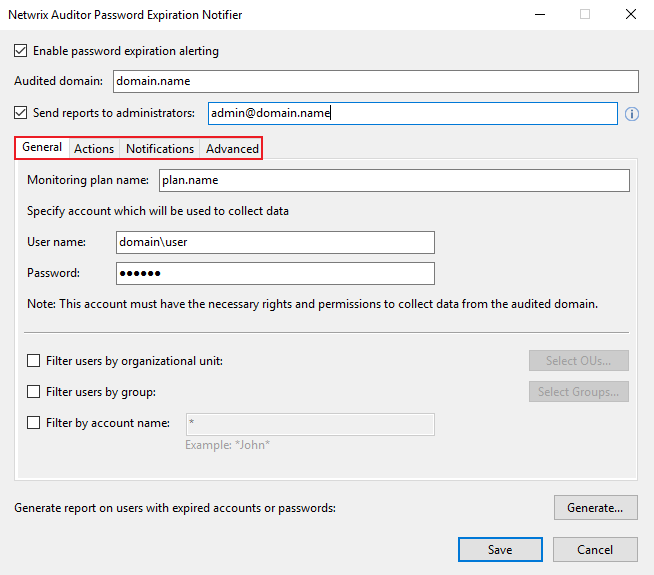 Netwrix Auditor Password Expiration Notifier
Enable password expiration alerting
Audited domain: domain.name
Send reports to administrators: admin@domain.name
General Actions Notifications Advanced
Monitoring plan name: plan.name
Specify account which will be used to collect data
User name: domain\user
Password: ●●●●●●
Note: This account must have the necessary rights and permissions to collect data from the audited domain.
Filter users by organizational unit: Select OUs...
Filter users by group: Select Groups...
Filter by account name: *
Example: *John*
Generate report on users with expired accounts or passwords: Generate...
Save Cancel